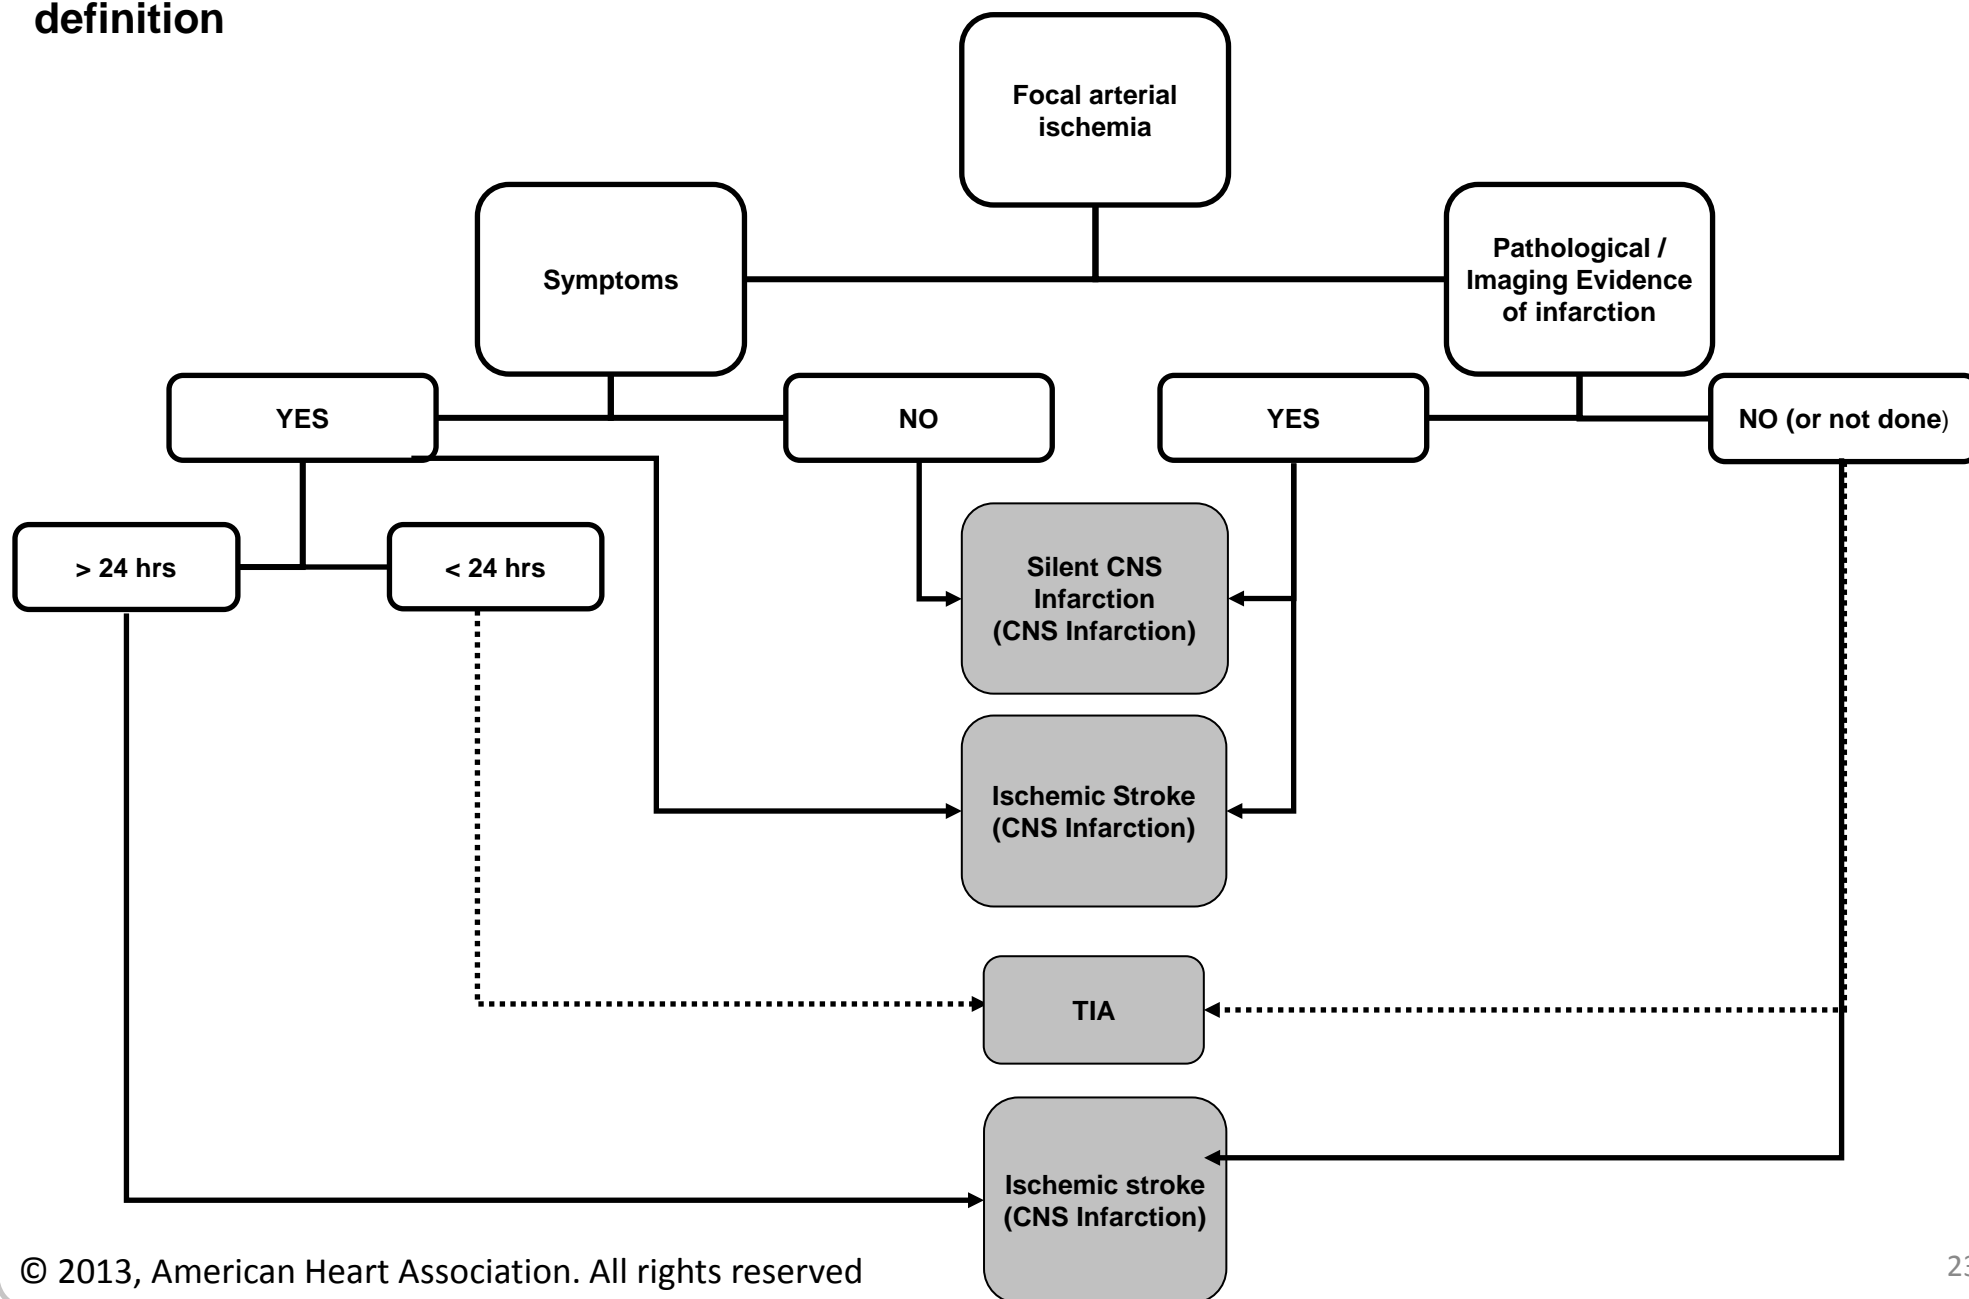 definition
Focal arterial
ischemia
Symptoms
Pathological /
Imaging Evidence
of infarction
YES
NO
YES
NO (or not done)
> 24 hrs
< 24 hrs
Silent CNS
Infarction
(CNS Infarction)
Ischemic Stroke
(CNS Infarction)
TIA
Ischemic stroke
(CNS Infarction)
© 2013, American Heart Association. All rights reserved
23